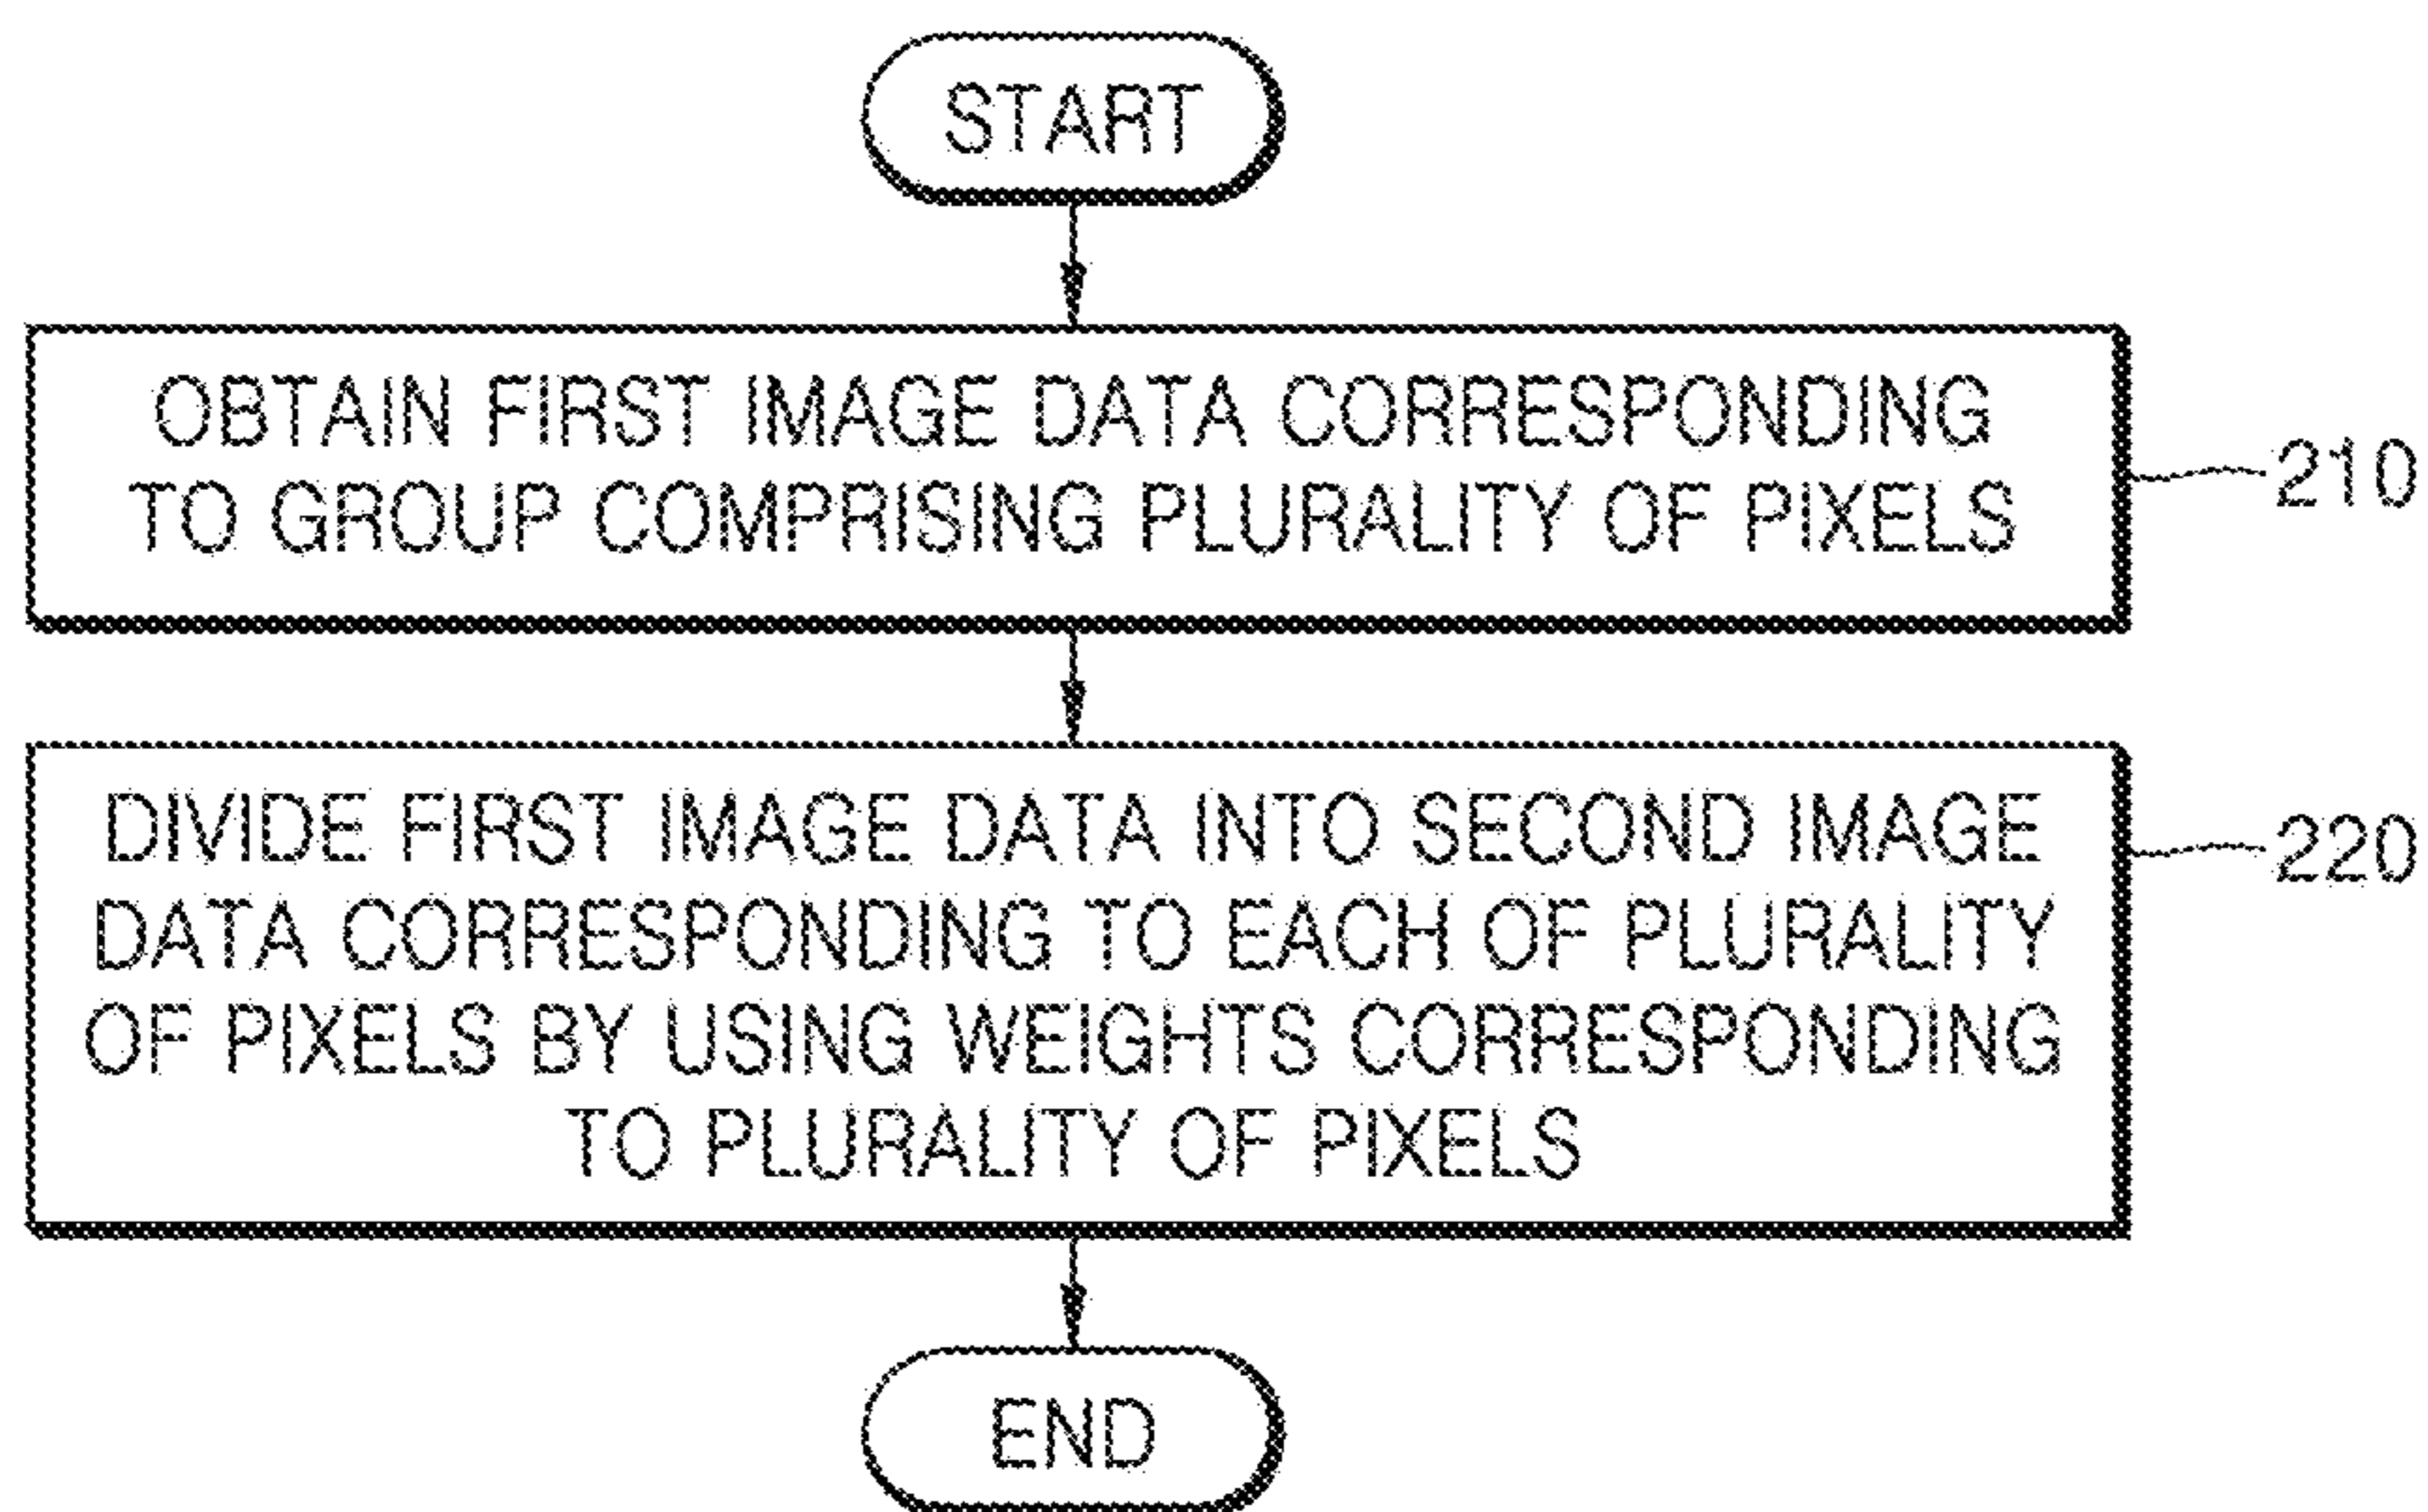 START
OBTAIN FIRST IMAGE DATA CORRESPONDING
TO GROUP COMPRISING PLURALITY OF PIXELS
210
DIVIDE FIRST IMAGE DATA INTO SECOND IMAGE
DATA CORRESPONDING TO EACH OF PLURALITY
OF PIXELS BY USING WEIGHTS CORRESPONDING
TO PLURALITY OF PIXELS
220
END